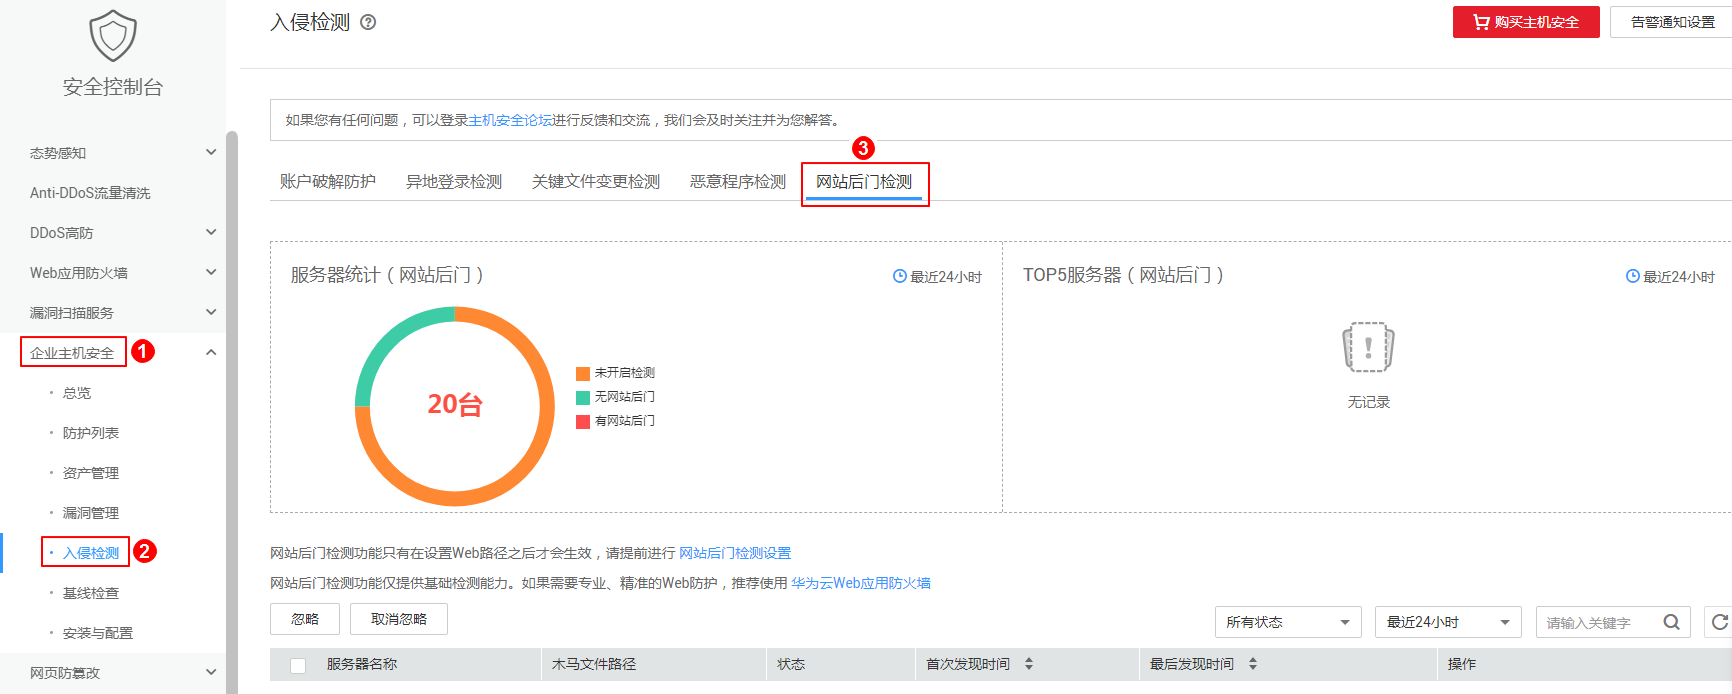 安全控制台
态势感知
Anti-DDoS流量清洗
DDoS高防
Web应用防火墙
漏洞扫描服务
企业主机安全 1
· 总览
· 防护列表
· 资产管理
· 漏洞管理
· 入侵检测 2
· 基线检查
· 安装与配置
网页防篡改
入侵检测 ?
购买主机安全 告警通知设置
如果您有任何问题，可以登录主机安全论坛进行反馈和交流，我们会及时关注并为您解答。
3
账户破解防护 异地登录检测 关键文件变更检测 恶意程序检测 网站后门检测
服务器统计（网站后门） 最近24小时
20台
未开启检测
无网站后门
有网站后门
TOP5服务器（网站后门） 最近24小时
无记录
网站后门检测功能只有在设置Web路径之后才会生效，请提前进行 网站后门检测设置
网站后门检测功能仅提供基础检测能力。如果需要专业、精准的Web防护，推荐使用 华为云Web应用防火墙
忽略 取消忽略 所有状态 最近24小时 请输入关键字
服务器名称 木马文件路径 状态 首次发现时间 最后发现时间 操作